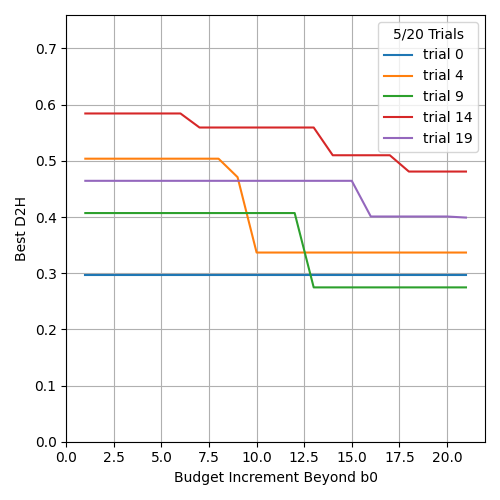 5/20 Trials
trial 0
trial 4
trial 9
trial 14
trial 19
Best D2H
0.7
0.6
0.5
0.4
0.3
0.2
0.1
0.0
0.0 2.5 5.0 7.5 10.0 12.5 15.0 17.5 20.0
Budget Increment Beyond b0